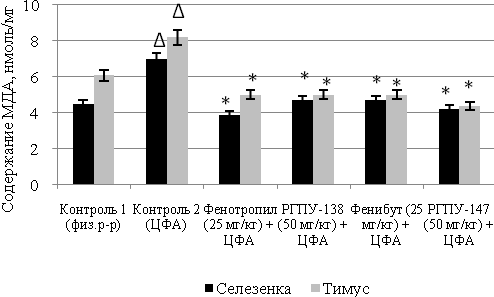 Содержание МДА, нмоль/мг
10
8
6
4
2
0
Δ
Δ
*
*
*
*
*
*
*
*
Контроль 1
(физ.р-р)
Контроль 2
(ЦФА)
Фенотропил
(25 мг/кг) +
ЦФА
РГПУ-138
(50 мг/кг) +
ЦФА
Фенибут (25
мг/кг) + ЦФА
РГПУ-147
(50 мг/кг) +
ЦФА
Селезенка
Тимус